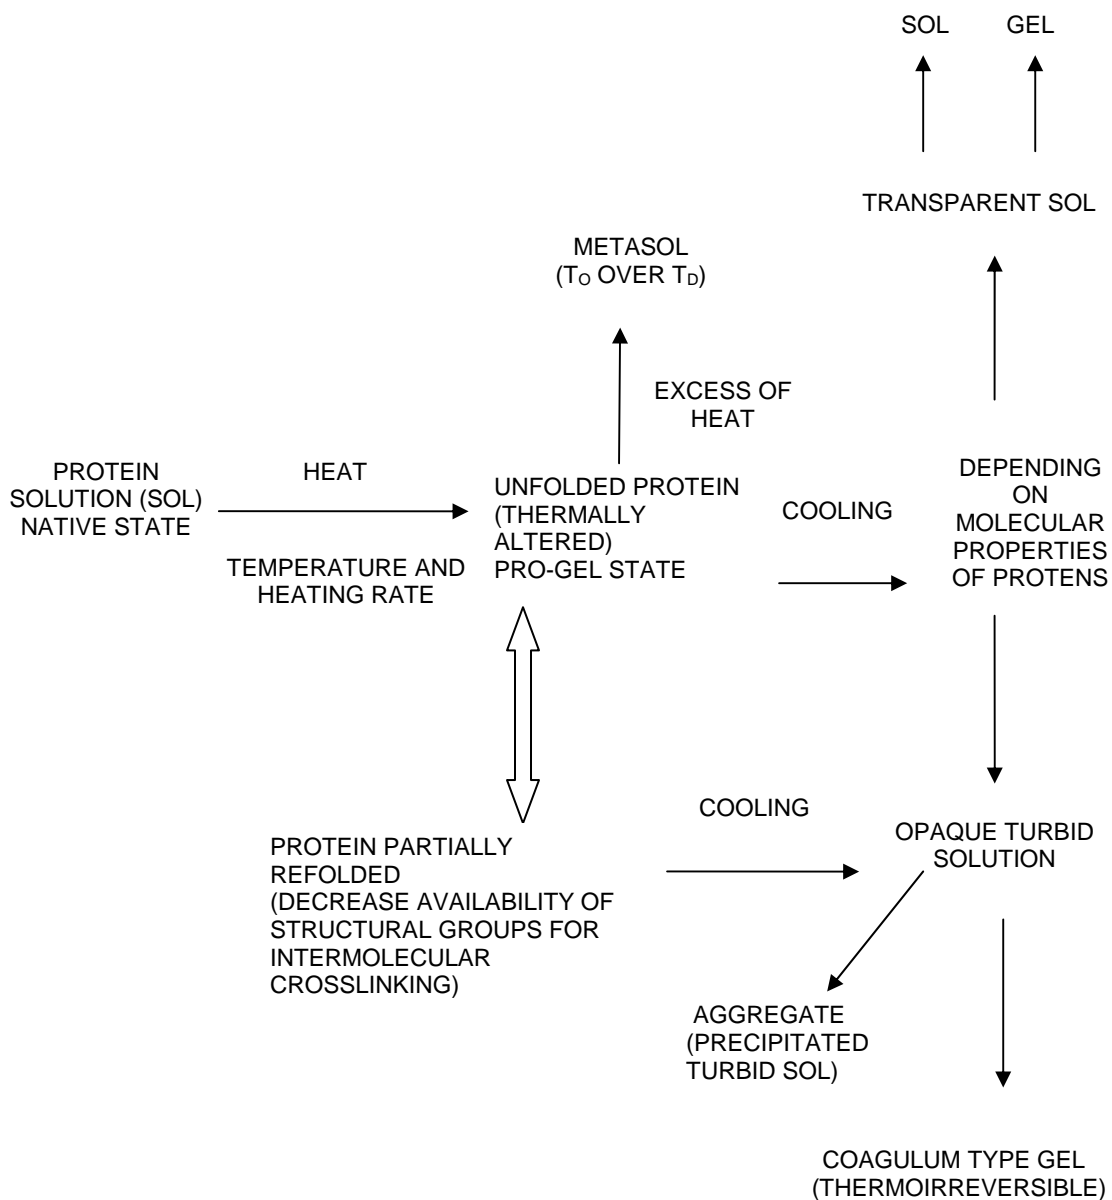 SOL GEL
TRANSPARENT SOL
METASOL
(TO OVER TD)
EXCESS OF
HEAT
PROTEIN
SOLUTION (SOL)
NATIVE STATE
HEAT
TEMPERATURE AND
HEATING RATE
UNFOLDED PROTEIN
(THERMALLY
ALTERED)
PRO-GEL STATE
COOLING
DEPENDING
ON
MOLECULAR
PROPERTIES
OF PROTENS
PROTEIN PARTIALLY
REFOLDED
(DECREASE AVAILABILITY OF
STRUCTURAL GROUPS FOR
INTERMOLECULAR
CROSSLINKING)
COOLING
OPAQUE TURBID
SOLUTION
AGGREGATE
(PRECIPITATED
TURBID SOL)
COAGULUM TYPE GEL
(THERMOIRREVERSIBLE)